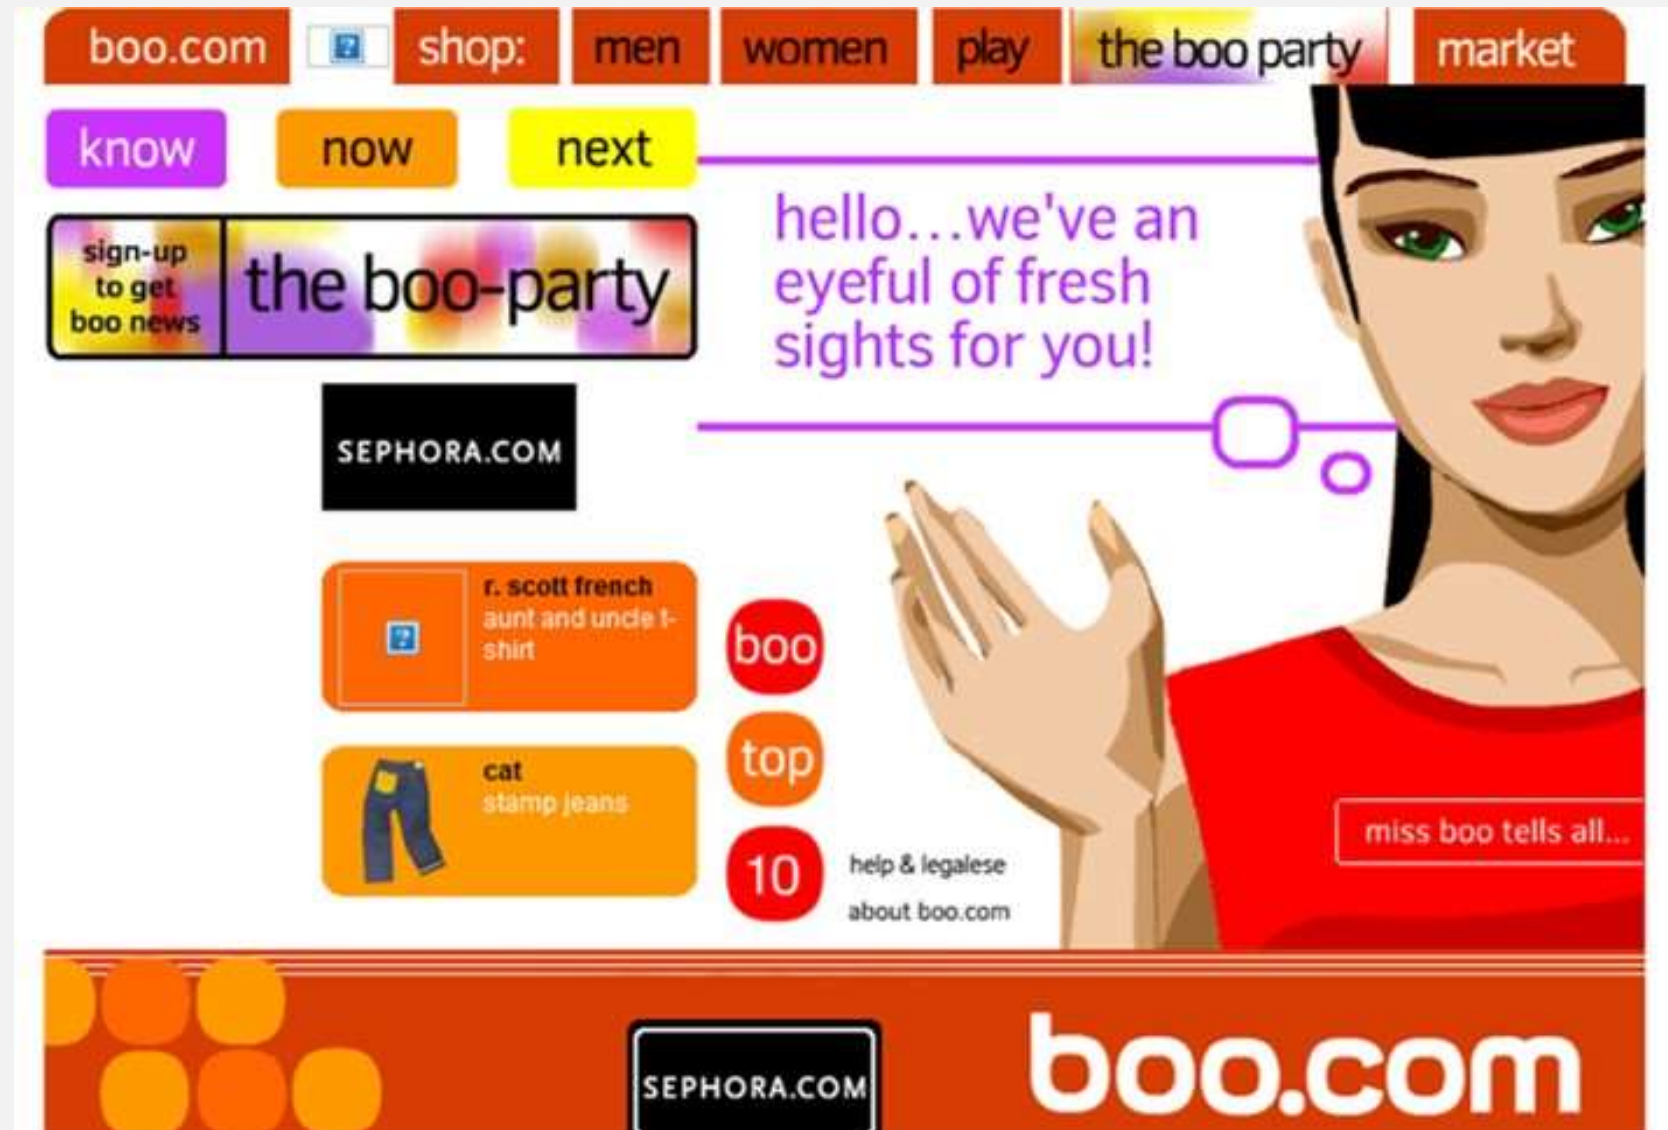 boo.com
shop:
men
women
play
the boo party
market
know
now
next
sign-up
to get
boo news
the boo-party
hello...we've an
eyeful of fresh
sights for you!
SEPHORA.COM
r. scott french
aunt and uncle t-
shirt
cat
stamp jeans
boo
top
10
help & legalese
about boo.com
miss boo tells all...
SEPHORA.COM
boo.com